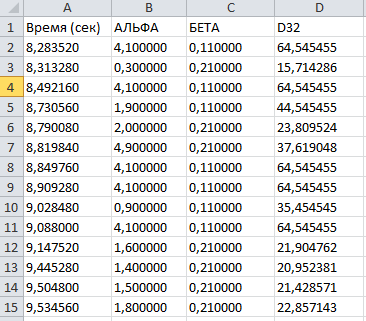 A B C D
1 Время (сек) АЛЬФА БЕТА D32
2 8,283520 4,100000 0,110000 64,545455
3 8,313280 0,300000 0,210000 15,714286
4 8,492160 4,100000 0,110000 64,545455
5 8,730560 1,900000 0,110000 44,545455
6 8,790080 2,000000 0,210000 23,809524
7 8,819840 4,900000 0,210000 37,619048
8 8,849760 4,100000 0,110000 64,545455
9 8,909280 4,100000 0,110000 64,545455
10 9,028480 0,900000 0,110000 35,454545
11 9,088000 4,100000 0,110000 64,545455
12 9,147520 1,600000 0,210000 21,904762
13 9,445280 1,400000 0,210000 20,952381
14 9,504800 1,500000 0,210000 21,428571
15 9,534560 1,800000 0,210000 22,857143